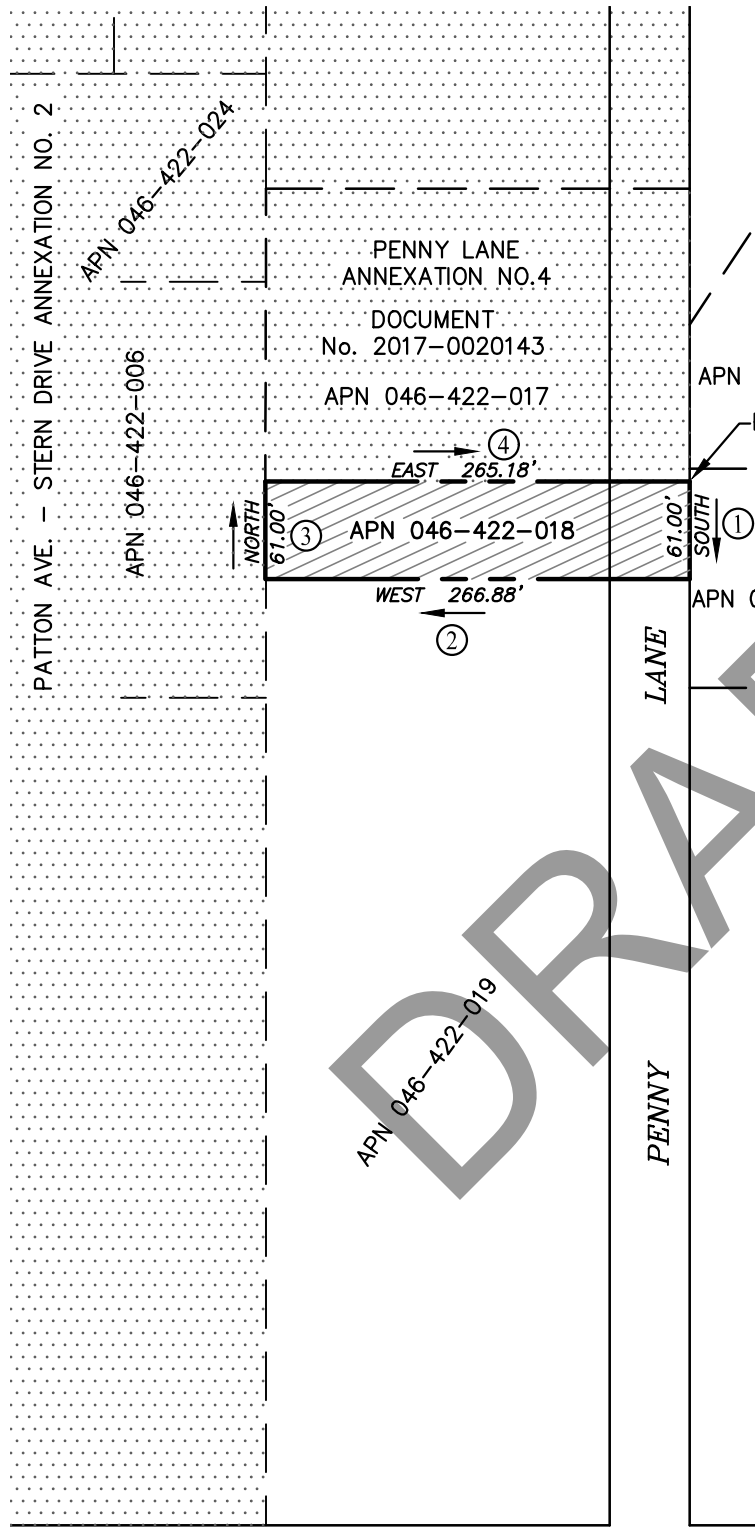 PATTON AVE. – STERN DRIVE ANNEXATION NO. 2
APN 046–422–024
APN 046–422–006
PENNY LANE
ANNEXATION NO.4
DOCUMENT
No. 2017–0020143
APN 046–422–017
APN
④
EAST 265.18'
NORTH
61.00'
③
APN 046–422–018
61.00'
SOUTH
①
WEST 266.88'
②
APN
LANE
APN 046–422–019
PENNY
DRA